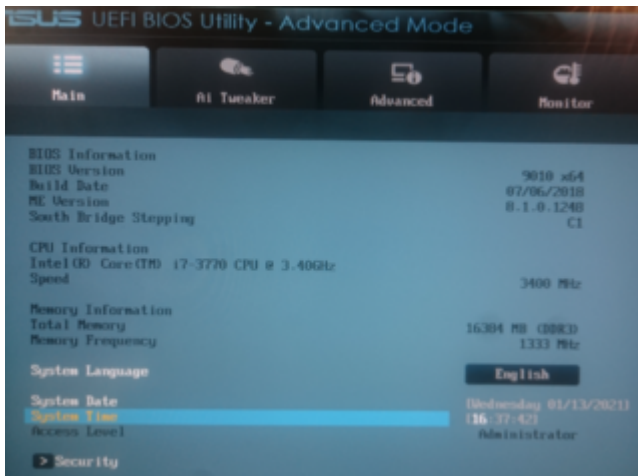 ASUS UEFI BIOS Utility - Advanced Mode
Main Ai Tweaker Advanced Monitor
BIOS Information
BIOS Version 9010 x64
Build Date 07/06/2018
ME Version 8.1.0.1248
South Bridge Stepping C1
CPU Information
Intel(R) Core(TM) i7-3770 CPU @ 3.40GHz
Speed 3400 MHz
Memory Information
Total Memory 16384 MB (DDR3)
Memory Frequency 1333 MHz
System Language English
System Date [Wednesday 01/13/2021]
System Time [16:37:42]
Access Level Administrator
> Security